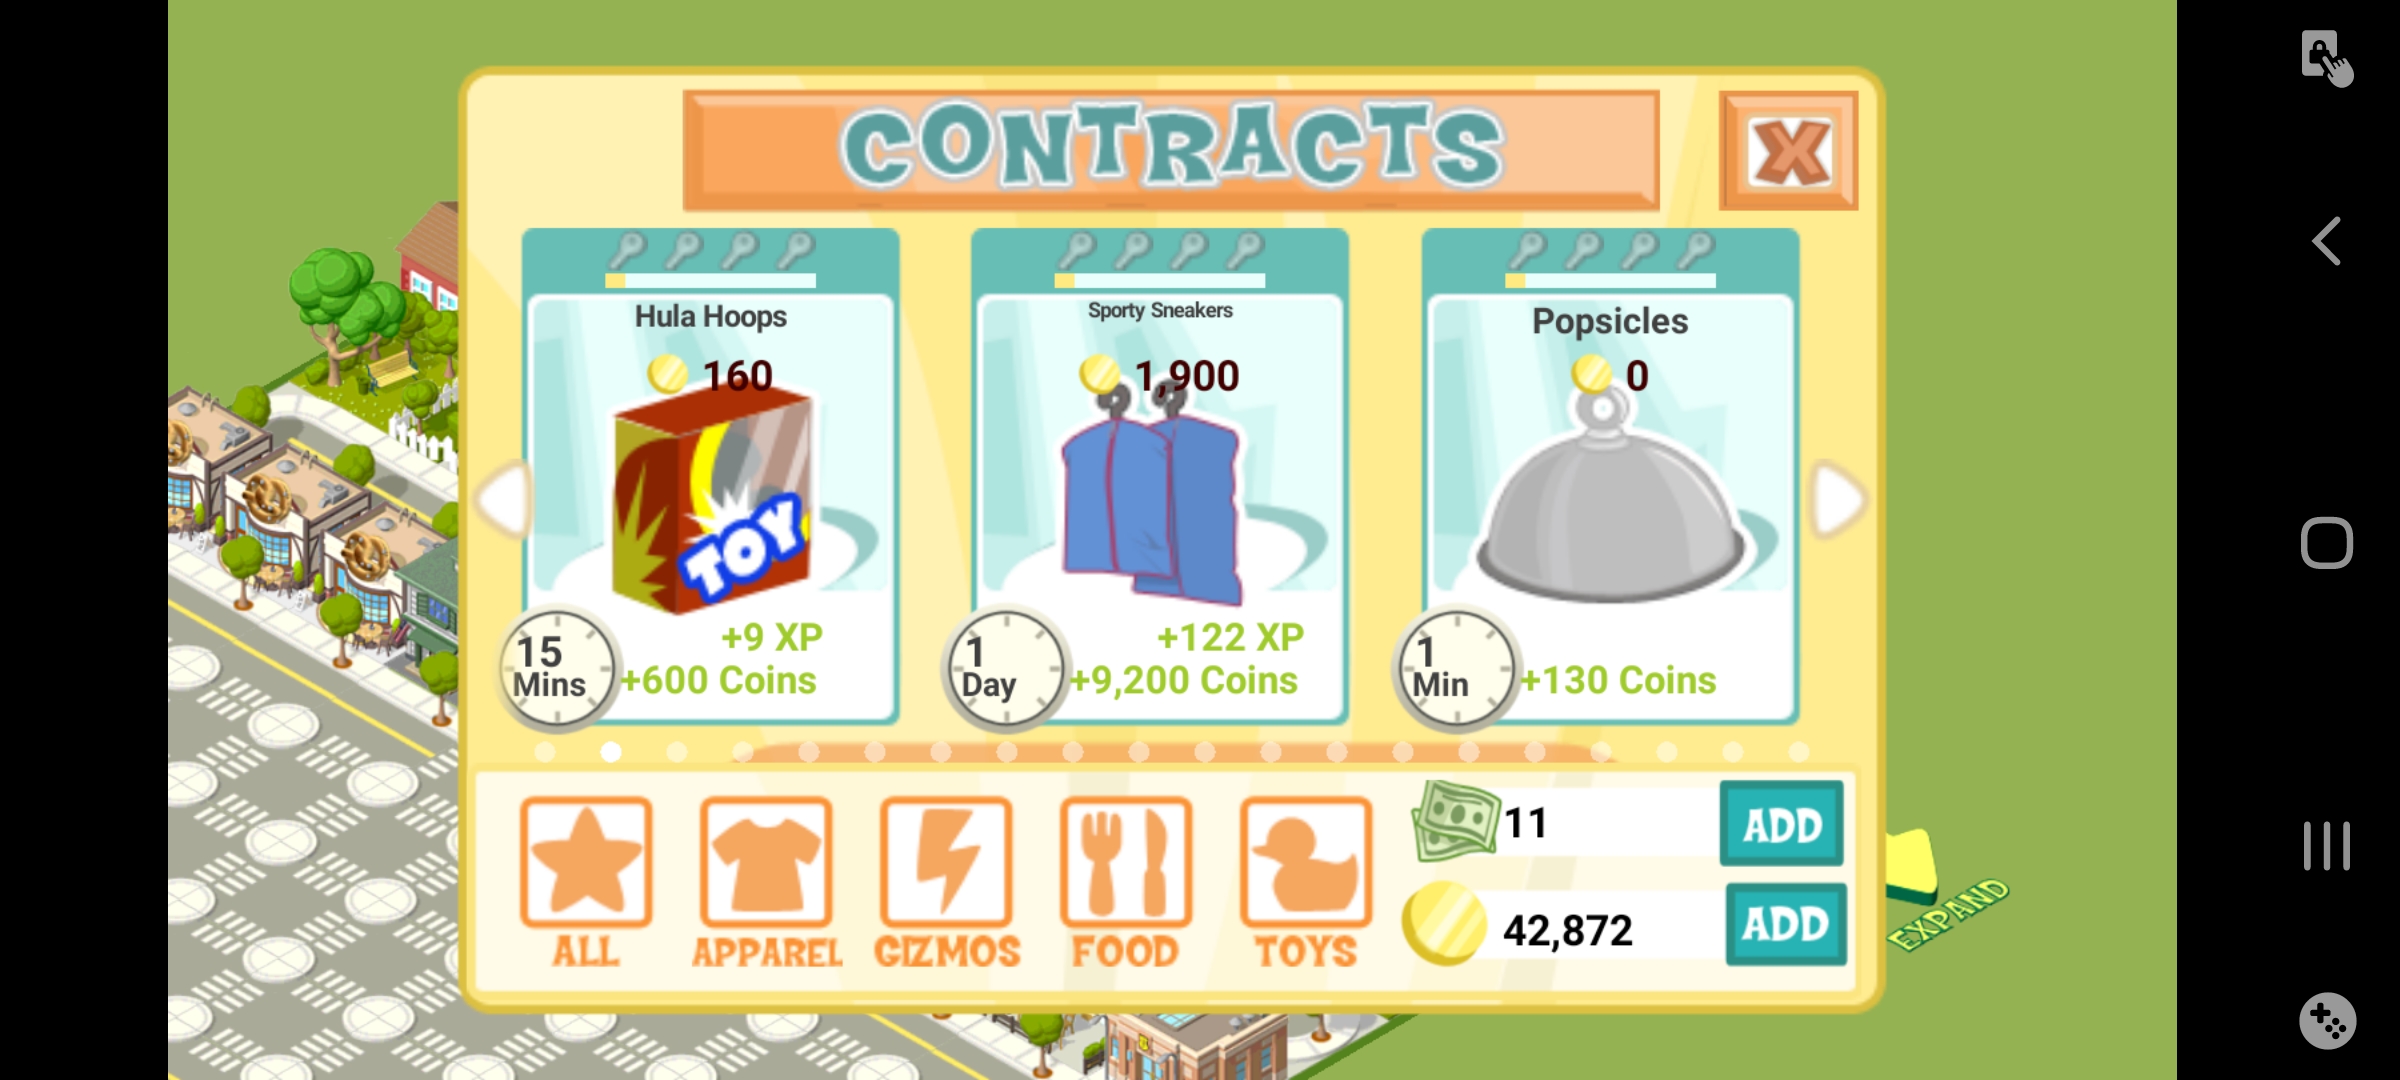 CONTRACTS
X
Hula Hoops
160
TOY
15
Mins
+9 XP
+600 Coins
Sporty Sneakers
1,900
1
Day
+122 XP
+9,200 Coins
Popsicles
0
1
Min
+130 Coins
ALL
APPAREL
GIZMOS
FOOD
TOYS
11
ADD
42,872
ADD
EXPAND